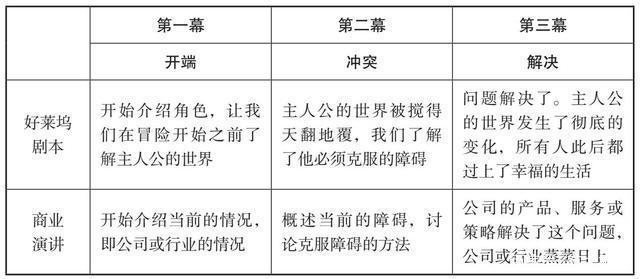 第一幕 第二幕 第三幕
开端 冲突 解决
好莱坞
剧本
开始介绍角色，让我
们在冒险开始之前了
解主人公的世界
主人公的世界被搅得
天翻地覆，我们了解
了他必须克服的障碍
问题解决了。主人公
的世界发生了彻底的
变化，所有人此后都
过上了幸福的生活
商业
演讲
开始介绍当前的情况，
即公司或行业的情况
概述当前的障碍，讨
论克服障碍的方法
公司的产品、服务或
策略解决了这个问题，
公司或行业蒸蒸日上